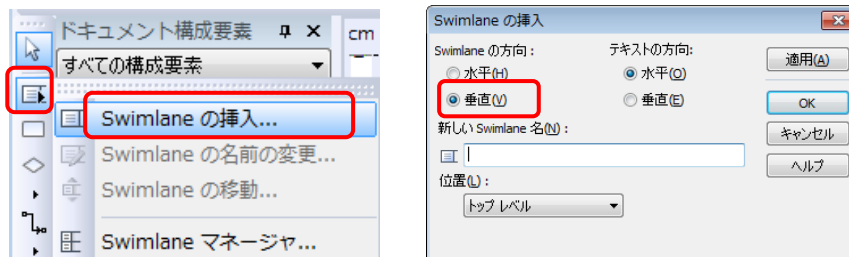 ドキュメント構成要素
cm
すべての構成要素
Swimlane の挿入...
Swimlane の名前の変更...
Swimlane の移動...
Swimlane マネージャ...
Swimlane の挿入
Swimlane の方向:
テキストの方向:
水平(H)
水平(O)
適用(A)
垂直(V)
垂直(E)
OK
新しい Swimlane 名(N):
キャンセル
ヘルプ
位置(L):
トップ レベル